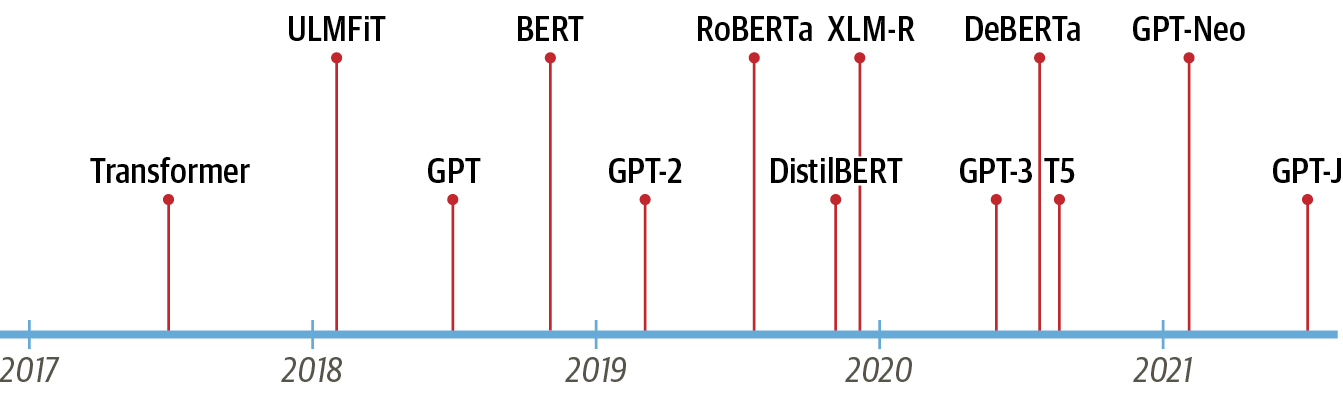 ULMFiT BERT RoBERTa XLM-R DeBERTa GPT-Neo
Transformer GPT GPT-2 DistilBERT GPT-3 T5 GPT-J
2017 2018 2019 2020 2021